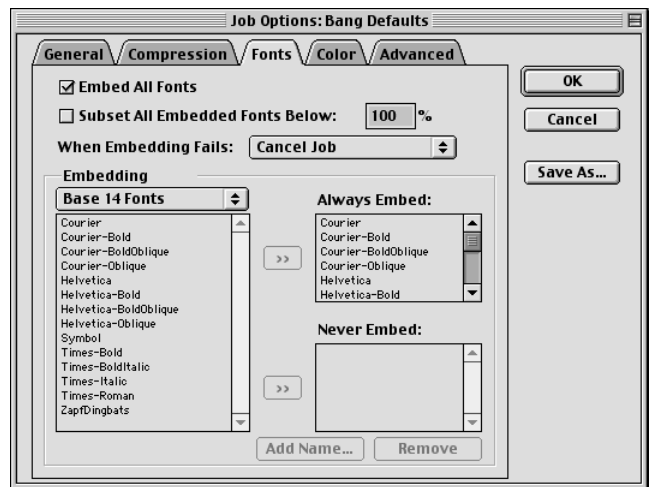 Job Options: Bang Defaults
General Compression Fonts Color Advanced
Embed All Fonts
Subset All Embedded Fonts Below: 100 %
When Embedding Fails: Cancel Job
OK
Cancel
Save As...
Embedding
Base 14 Fonts
Courier
Courier-Bold
Courier-BoldOblique
Courier-Oblique
Helvetica
Helvetica-Bold
Helvetica-BoldOblique
Helvetica-Oblique
Symbol
Times-Bold
Times-BoldItalic
Times-Italic
Times-Roman
ZapfDingbats
>>
>>
Always Embed:
Courier
Courier-Bold
Courier-BoldOblique
Courier-Oblique
Helvetica
Helvetica-Bold
Never Embed:
Add Name... Remove